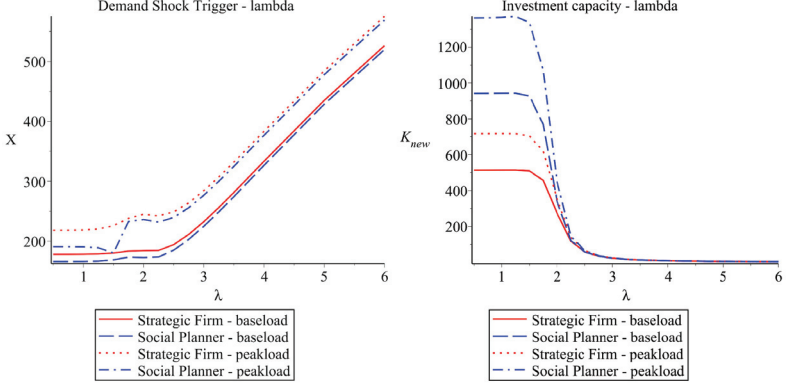 Demand Shock Trigger - lambda
500
400
X
300
200
1 2 3 4 5 6
λ
Strategic Firm - baseload
Social Planner - baseload
Strategic Firm - peakload
Social Planner - peakload
Investment capacity - lambda
1200
1000
800
K_new
600
400
200
1 2 3 4 5 6
λ
Strategic Firm - baseload
Social Planner - baseload
Strategic Firm - peakload
Social Planner - peakload